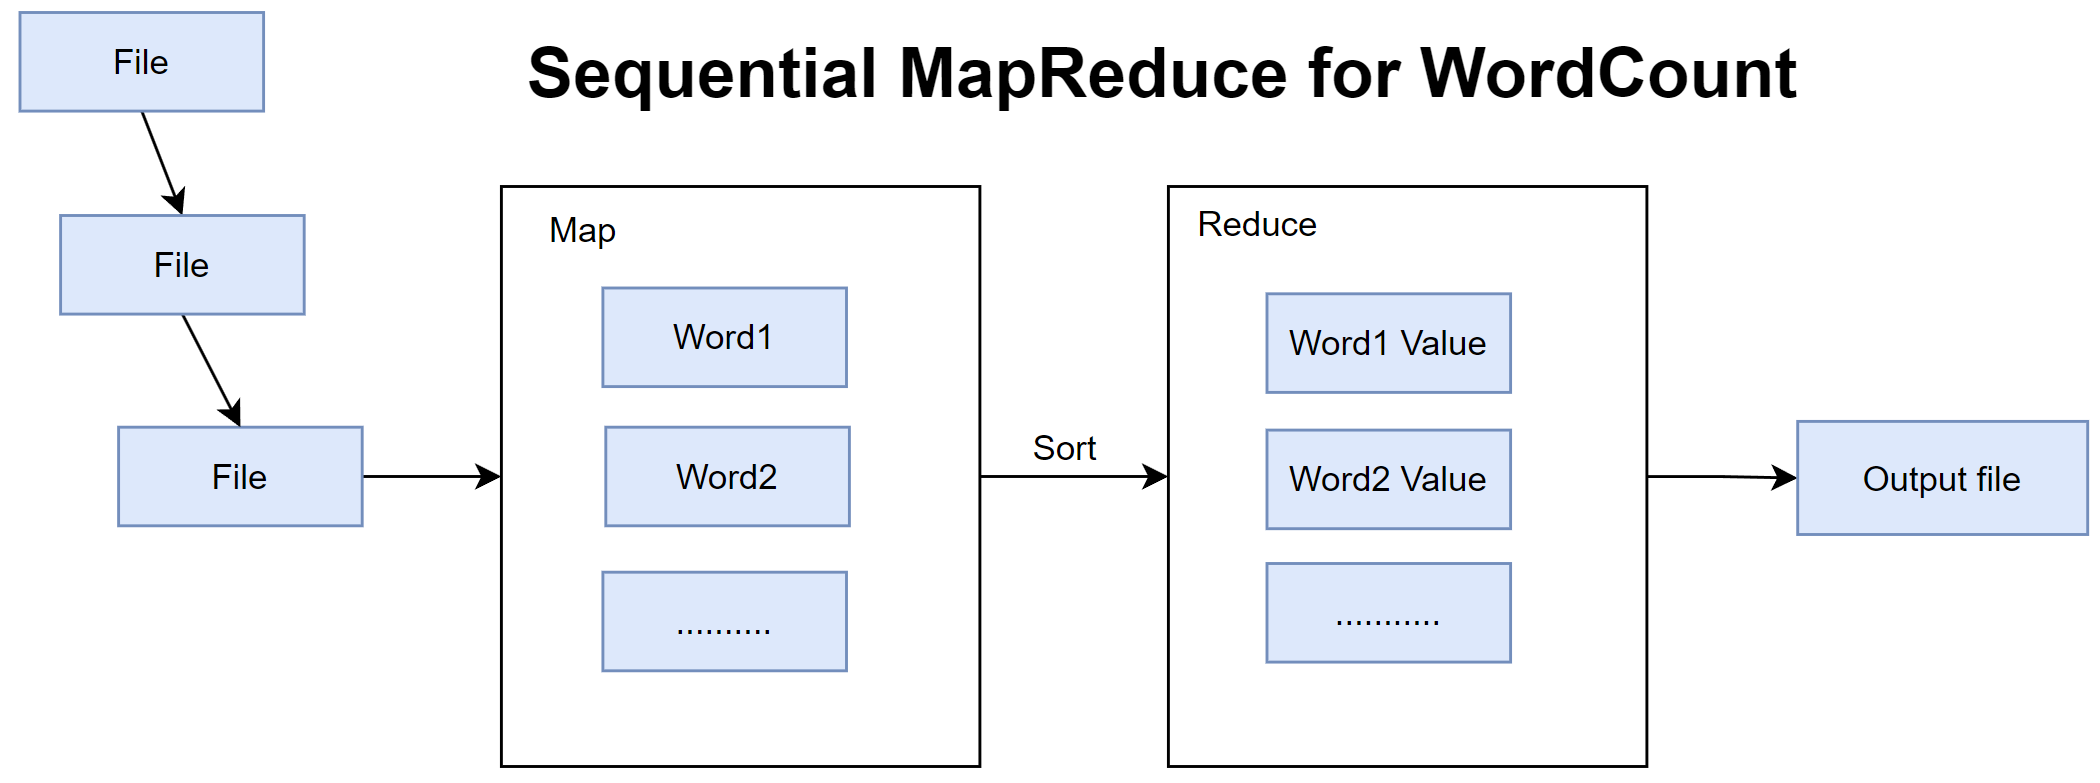 Sequential MapReduce for WordCount
File
File
File
Map
Word1
Word2
..........
Sort
Reduce
Word1 Value
Word2 Value
...........
Output file